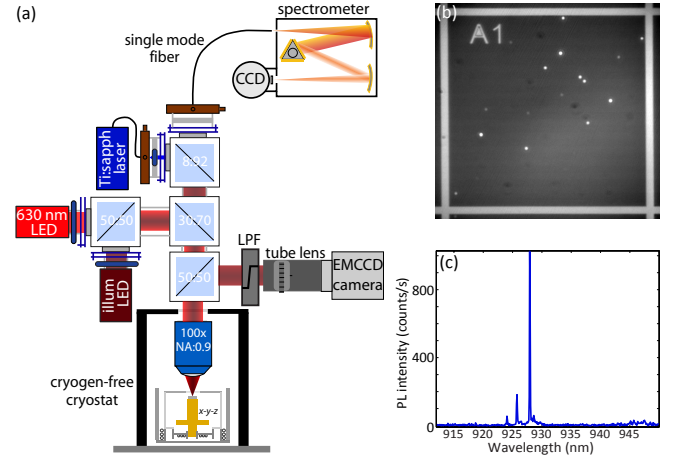 (a)
spectrometer
single mode
fiber
CCD
Ti:sapph
laser
8:92
630 nm
LED
50:50
30:70
illum
LED
50:50
LPF
tube lens
EMCCD
camera
100x
NA:0.9
cryogen-free
cryostat
x-y-z
(b)
A1
(c)
PL intensity (counts/s)
800
400
0
915 920 925 930 935 940 945
Wavelength (nm)